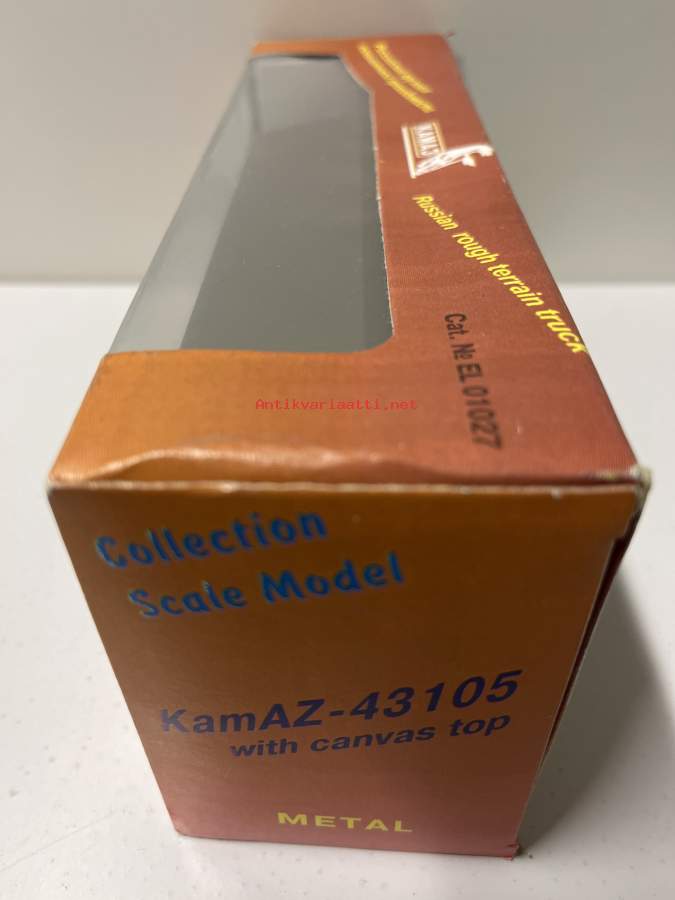 KAMAZ
Russian rough terrain truck
Cat. № EL 01027
Antikvariaatti.net
Collection
Scale Model
KamAZ-43105
with canvas top
METAL